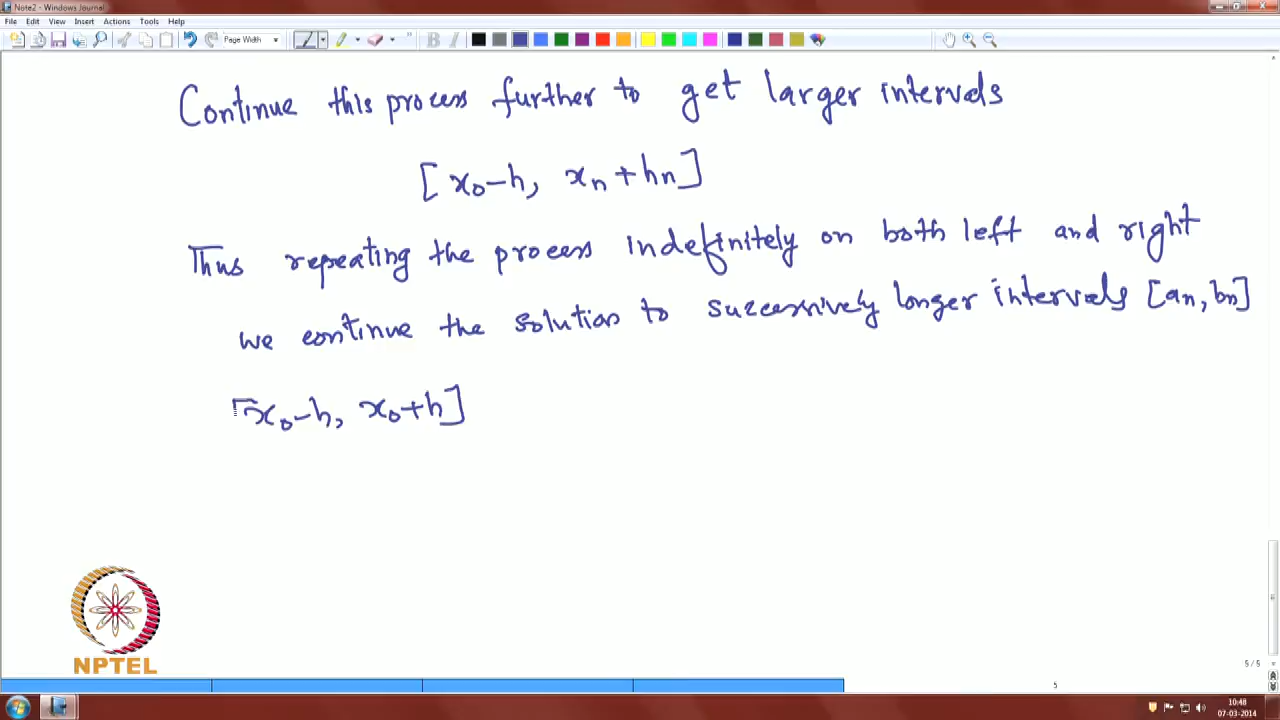 Note2 - Windows Journal
File Edit View Insert Actions Tools Help
Page Width
Continue this process further to get larger intervals
[x₀-h, xₙ+hₙ]
Thus repeating the process indefinitely on both left and right
we continue the solution to successively longer intervals [aₙ, bₙ]
[x₀-h, x₀+h]
NPTEL
5/5
5
10:48
07-03-2014